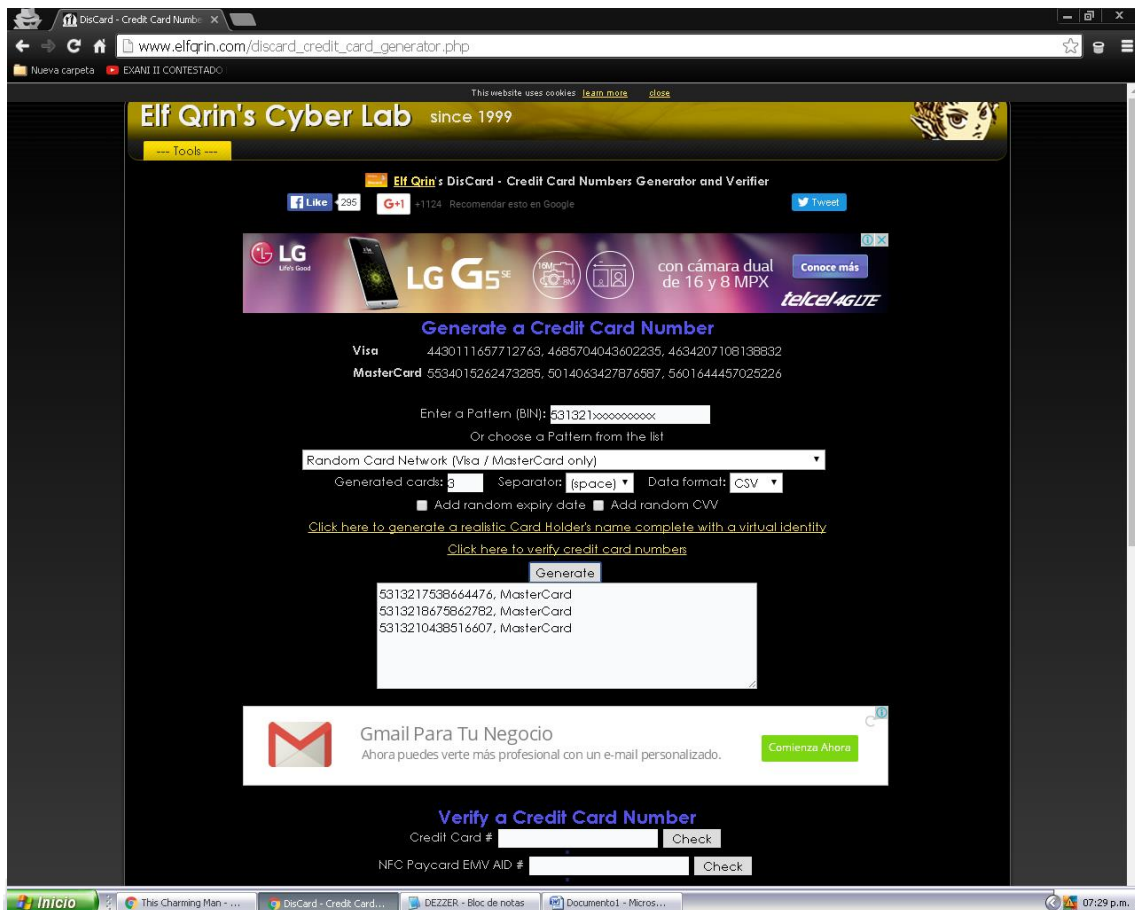 DisCard - Credit Card Numbe
www.elfqrin.com/discard_credit_card_generator.php
Nueva carpeta EXANI II CONTESTADO
This website uses cookies learn more close
Elf Qrin's Cyber Lab since 1999
--- Tools ---
Elf Qrin's DisCard - Credit Card Numbers Generator and Verifier
Like 295 G+1 +1124 Recomendar esto en Google Tweet
LG
Life's Good
LG G5 SE
16M
8M
con cámara dual
de 16 y 8 MPX
Conoce más
telcel 4GLTE
Generate a Credit Card Number
Visa 4430111657712763, 4685704043602235, 4634207108138832
MasterCard 5534015262473285, 5014063427876587, 5601644457025226
Enter a Pattern (BIN): 531321xxxxxxxxxx
Or choose a Pattern from the list
Random Card Network (Visa / MasterCard only)
Generated cards: 3 Separator: (space) Data format: CSV
Add random expiry date Add random CVV
Click here to generate a realistic Card Holder's name complete with a virtual identity
Click here to verify credit card numbers
Generate
5313217538664476, MasterCard
5313218675862782, MasterCard
5313210438516607, MasterCard
Gmail Para Tu Negocio
Ahora puedes verte más profesional con un e-mail personalizado.
Comienza Ahora
Verify a Credit Card Number
Credit Card # Check
NFC Paycard EMV AID # Check
Inicio This Charming Man - ... DisCard - Credit Card... DEZZER - Bloc de notas Documento1 - Micros... 07:29 p.m.